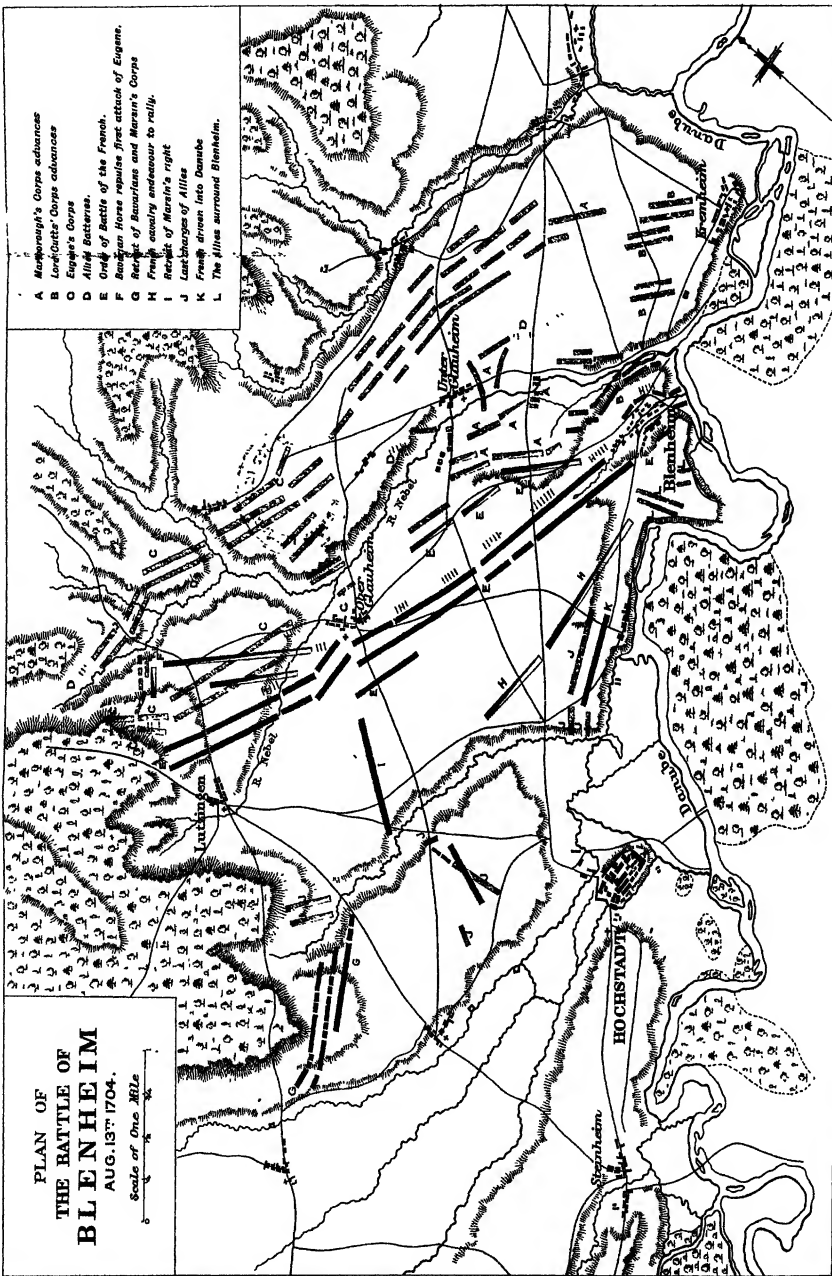 PLAN OF
THE BATTLE OF
BLENHEIM
AUG. 13TH 1704.
Scale of One Mile
A Marlborough's Corps advances
B Lord Cutts' Corps advances
C Eugene's Corps
D Allied Batteries.
E Order of Battle of the French.
F Bavarian Horse repulse first attack of Eugene.
G Retreat of Bavarians and Marsin's Corps
H French cavalry endeavour to rally.
I Retreat of Marsin's right
J Last charges of Allies
K French driven into Danube
L The Allies surround Blenheim.
Lutzingen
R. Nebel
Ober
Glauheim
R. Nebel
Unter
Glauheim
Danube
Blenheim
Danube
HOCHSTADT
Steinheim
A
A
A
A
A
A
B
B
B
B
C
C
C
C
D
D
D
E
E
E
E
E
E
G
G
H
H
I
J
J
J
J
K
L